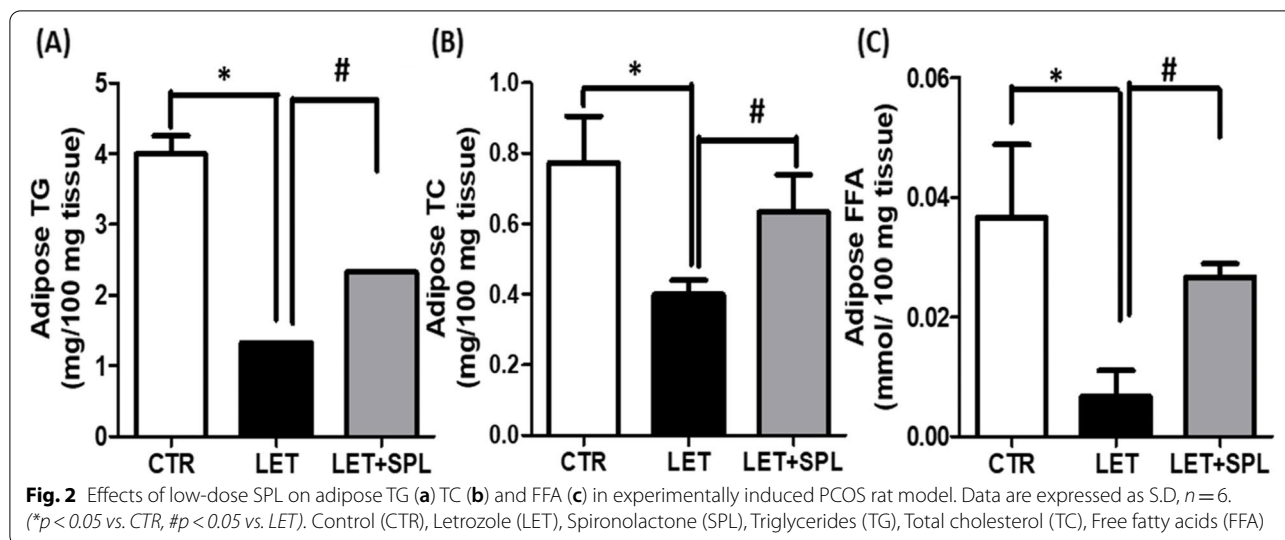 (A)
*
#
Adipose TG
(mg/100 mg tissue)
5
4
3
2
1
0
CTR
LET
LET+SPL
(B)
*
#
Adipose TC
(mg/100 mg tissue)
1.0
0.8
0.6
0.4
0.2
0.0
CTR
LET
LET+SPL
(C)
*
#
Adipose FFA
(mmol/ 100 mg tissue)
0.06
0.04
0.02
0.00
CTR
LET
LET+SPL
Fig. 2 Effects of low-dose SPL on adipose TG (a) TC (b) and FFA (c) in experimentally induced PCOS rat model. Data are expressed as S.D, n = 6.
(*p < 0.05 vs. CTR, #p < 0.05 vs. LET). Control (CTR), Letrozole (LET), Spironolactone (SPL), Triglycerides (TG), Total cholesterol (TC), Free fatty acids (FFA)